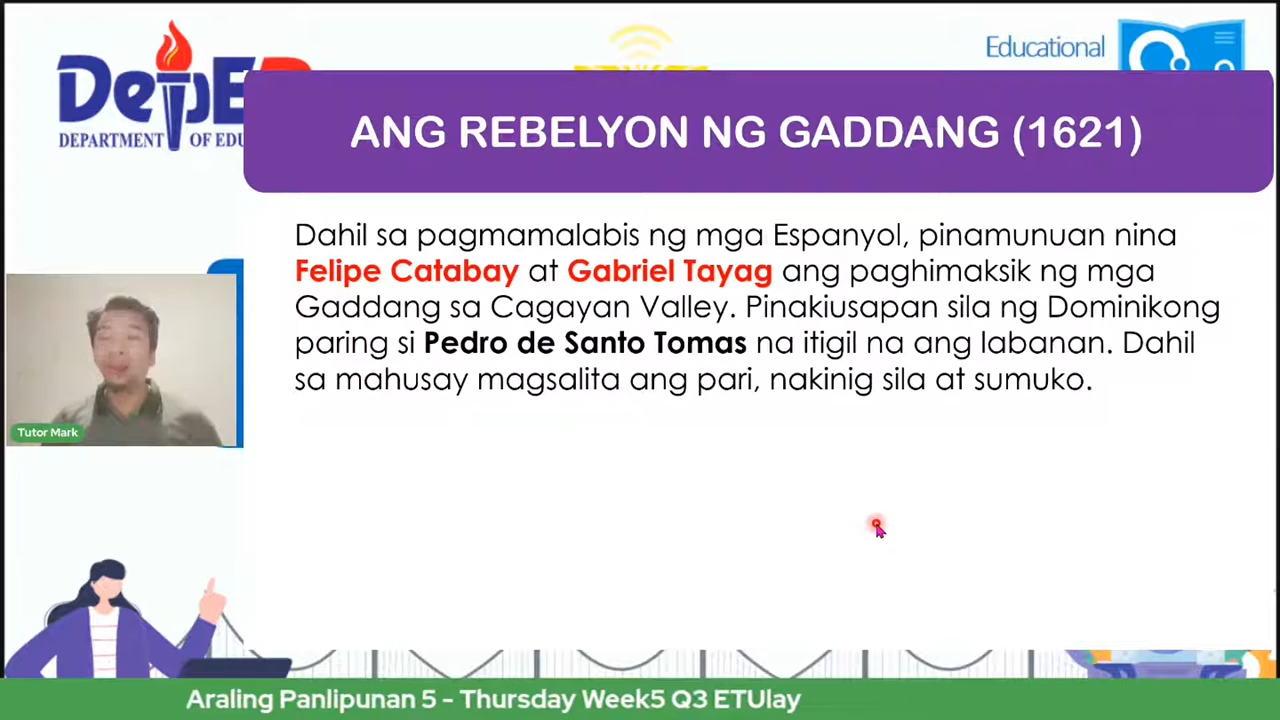 DepED
DEPARTMENT OF EDU
Educational
ANG REBELYON NG GADDANG (1621)
Dahil sa pagmamalabis ng mga Espanyol, pinamunuan nina
Felipe Catabay at Gabriel Tayag ang paghimaksik ng mga
Gaddang sa Cagayan Valley. Pinakiusapan sila ng Dominikong
paring si Pedro de Santo Tomas na itigil na ang labanan. Dahil
sa mahusay magsalita ang pari, nakinig sila at sumuko.
Tutor Mark
Araling Panlipunan 5 - Thursday Week5 Q3 ETUlay